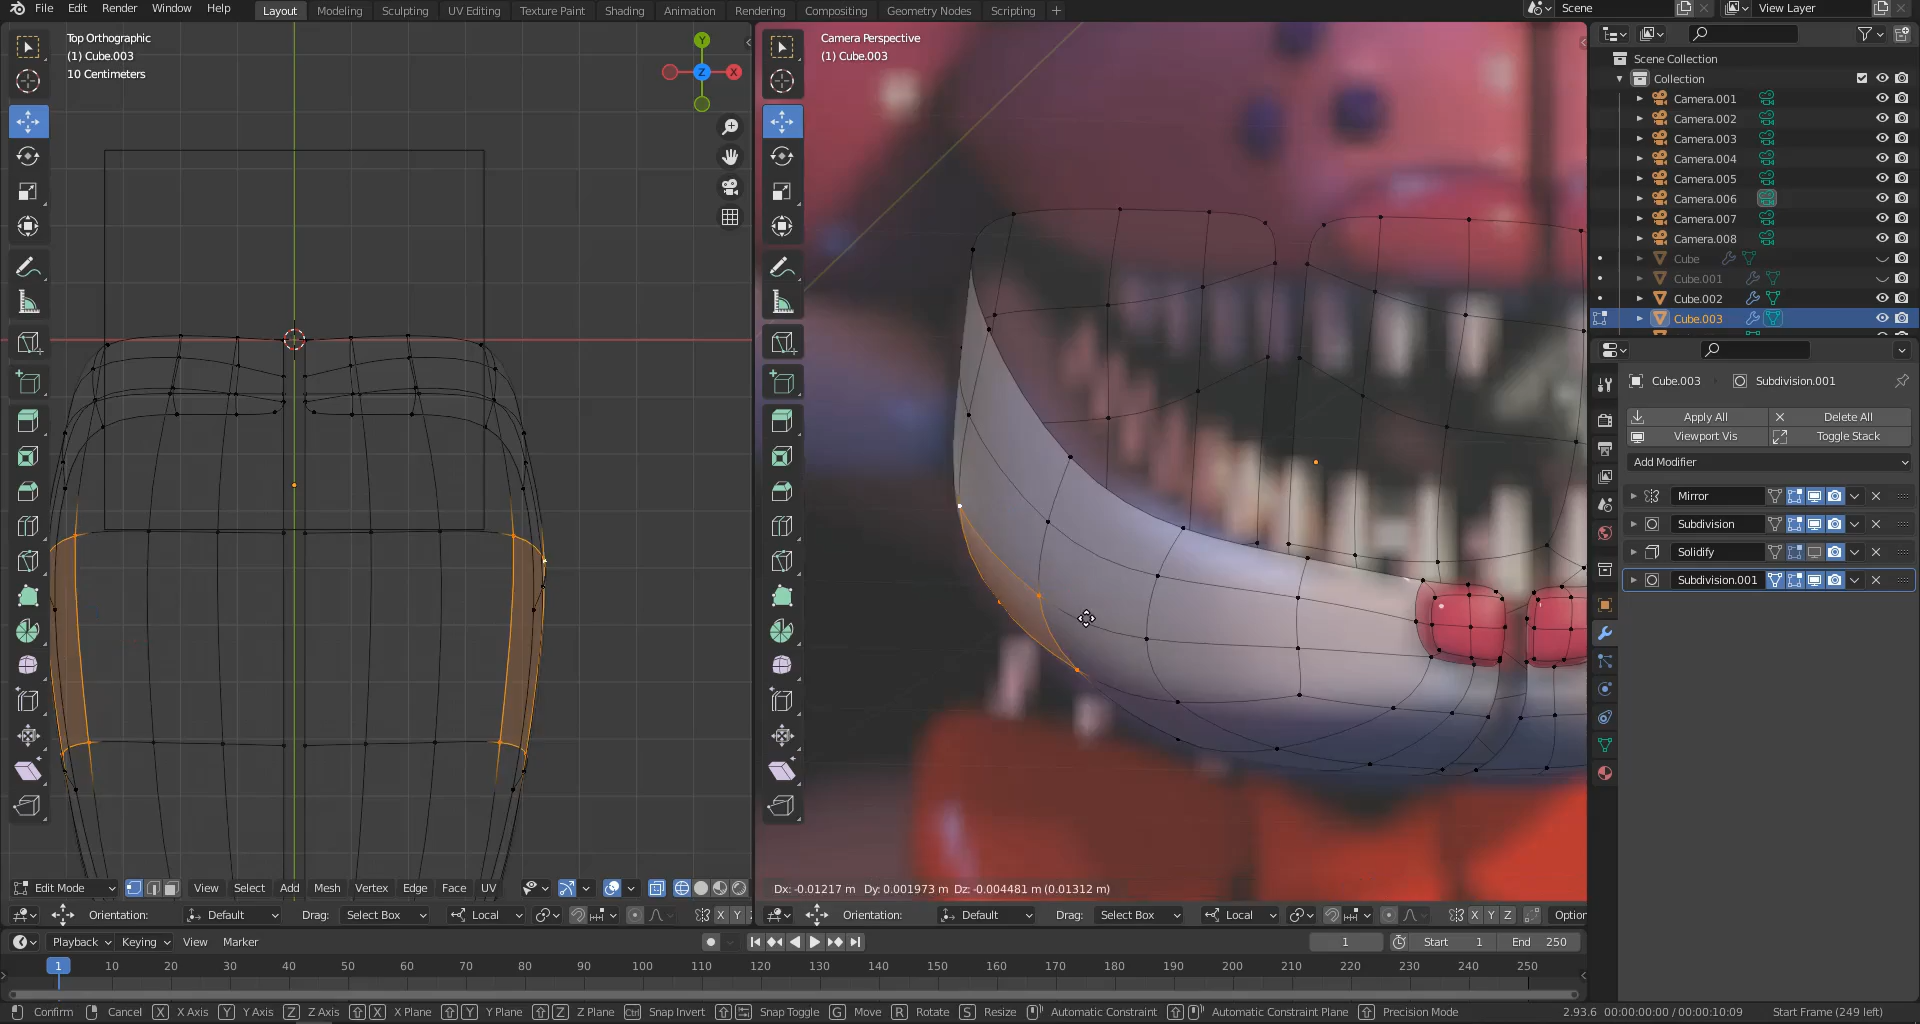 File Edit Render Window Help Layout Modeling Sculpting UV Editing Texture Paint Shading Animation Rendering Compositing Geometry Nodes Scripting + Scene View Layer
Top Orthographic
(1) Cube.003
10 Centimeters
Y
Z
X
Camera Perspective
(1) Cube.003
Scene Collection
Collection
Camera.001
Camera.002
Camera.003
Camera.004
Camera.005
Camera.006
Camera.007
Camera.008
Cube
Cube.001
Cube.002
Cube.003
Cube.003 Subdivision.001
Apply All Delete All
Viewport Vis Toggle Stack
Add Modifier
Mirror
Subdivision
Solidify
Subdivision.001
Edit Mode View Select Add Mesh Vertex Edge Face UV
Dx: -0.01217 m Dy: 0.001973 m Dz: -0.004481 m (0.01312 m)
Orientation: Default Drag: Select Box Local X Y
Orientation: Default Drag: Select Box Local X Y Z Option
Playback Keying View Marker 1 Start 1 End 250
1 10 20 30 40 50 60 70 80 90 100 110 120 130 140 150 160 170 180 190 200 210 220 230 240 250
Confirm Cancel X X Axis Y Y Axis Z Z Axis X X Plane Y Y Plane Z Z Plane Ctrl Snap Invert Snap Toggle G Move R Rotate S Resize Automatic Constraint Automatic Constraint Plane Precision Mode 2.93.6 00:00:00:00 / 00:00:10:09 Start Frame (249 left)